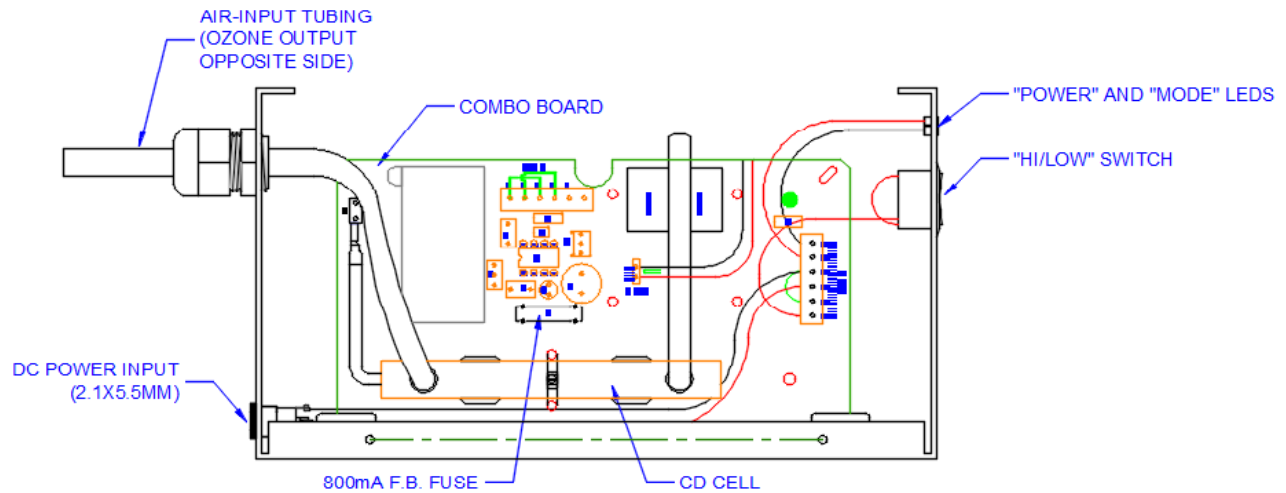 AIR-INPUT TUBING
(OZONE OUTPUT
OPPOSITE SIDE)
COMBO BOARD
"POWER" AND "MODE" LEDS
"HI/LOW" SWITCH
DC POWER INPUT
(2.1X5.5MM)
800mA F.B. FUSE
CD CELL